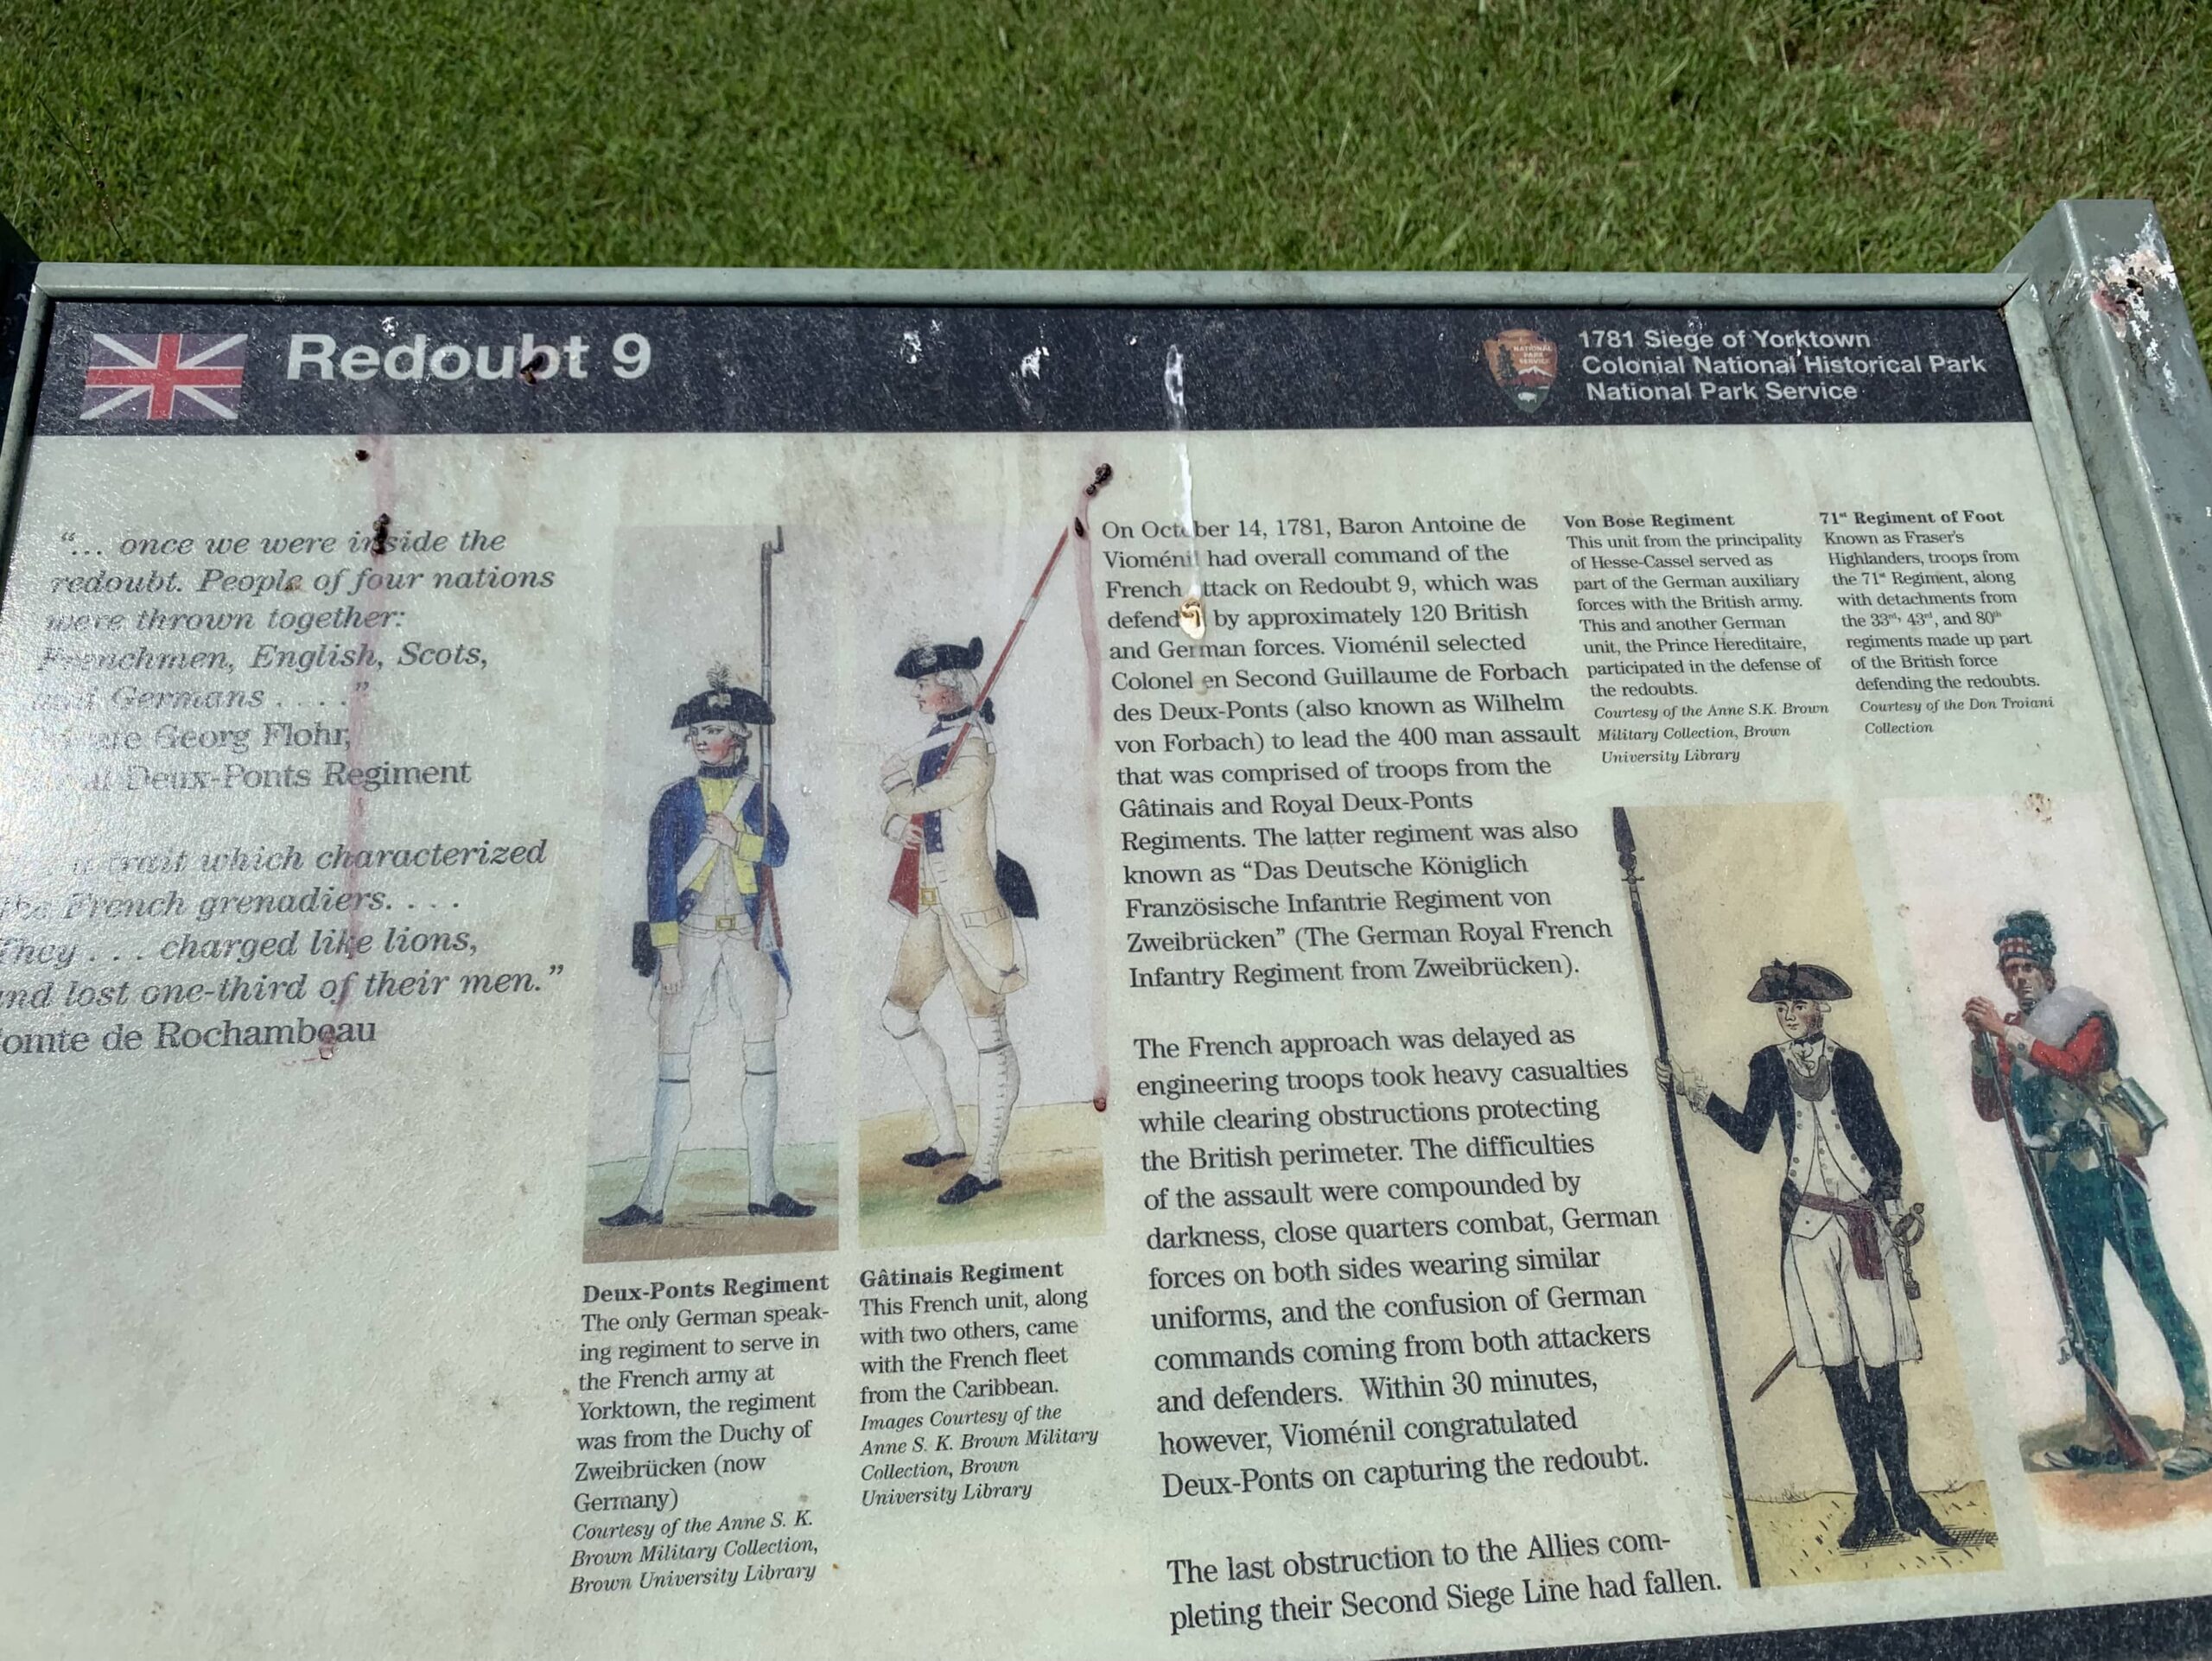 Redoubt 9
NATIONAL
PARK
SERVICE
1781 Siege of Yorktown
Colonial National Historical Park
National Park Service
“... once we were inside the
redoubt. People of four nations
were thrown together:
Frenchmen, English, Scots,
and Germans . . . .”
Georg Flohr,
Deux-Ponts Regiment
trait which characterized
the French grenadiers. . . .
They . . . charged like lions,
and lost one-third of their men.”
Comte de Rochambeau
Deux-Ponts Regiment
The only German speak-
ing regiment to serve in
the French army at
Yorktown, the regiment
was from the Duchy of
Zweibrücken (now
Germany)
Courtesy of the Anne S. K.
Brown Military Collection,
Brown University Library
Gâtinais Regiment
This French unit, along
with two others, came
with the French fleet
from the Caribbean.
Images Courtesy of the
Anne S. K. Brown Military
Collection, Brown
University Library
On October 14, 1781, Baron Antoine de
Vioménil had overall command of the
French attack on Redoubt 9, which was
defended by approximately 120 British
and German forces. Vioménil selected
Colonel en Second Guillaume de Forbach
des Deux-Ponts (also known as Wilhelm
von Forbach) to lead the 400 man assault
that was comprised of troops from the
Gâtinais and Royal Deux-Ponts
Regiments. The latter regiment was also
known as “Das Deutsche Königlich
Französische Infantrie Regiment von
Zweibrücken” (The German Royal French
Infantry Regiment from Zweibrücken).
The French approach was delayed as
engineering troops took heavy casualties
while clearing obstructions protecting
the British perimeter. The difficulties
of the assault were compounded by
darkness, close quarters combat, German
forces on both sides wearing similar
uniforms, and the confusion of German
commands coming from both attackers
and defenders. Within 30 minutes,
however, Vioménil congratulated
Deux-Ponts on capturing the redoubt.
The last obstruction to the Allies com-
pleting their Second Siege Line had fallen.
Von Bose Regiment
This unit from the principality
of Hesse-Cassel served as
part of the German auxiliary
forces with the British army.
This and another German
unit, the Prince Hereditaire,
participated in the defense of
the redoubts.
Courtesy of the Anne S.K. Brown
Military Collection, Brown
University Library
71st Regiment of Foot
Known as Fraser's
Highlanders, troops from
the 71st Regiment, along
with detachments from
the 33rd, 43rd, and 80th
regiments made up part
of the British force
defending the redoubts.
Courtesy of the Don Troiani
Collection